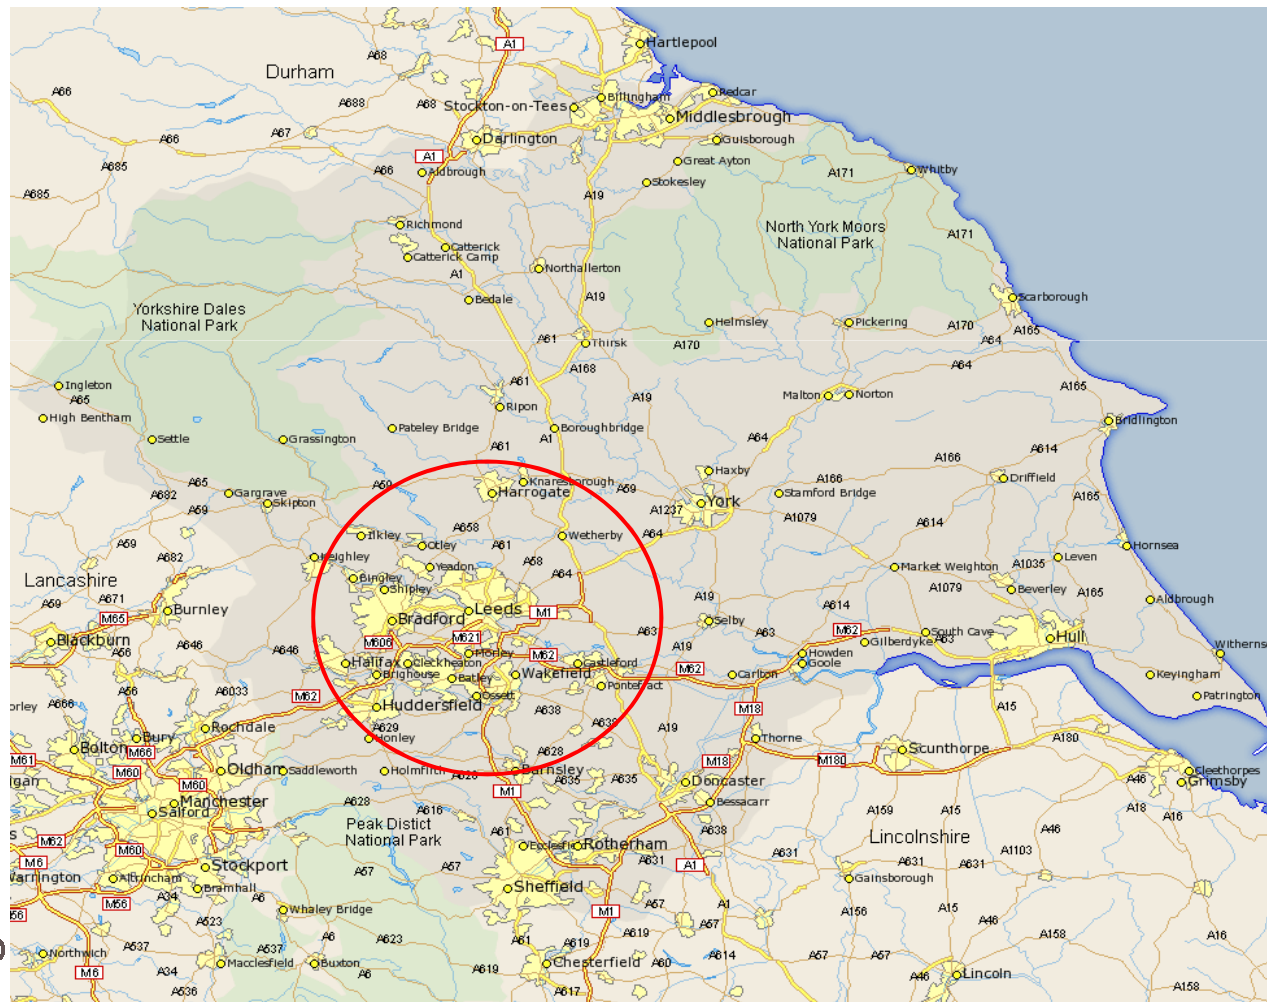 Hartlepool
A1
A68
Durham
A66
A688
A68
Stockton-on-Tees
Billingham
Redcar
Middlesbrough
A67
A66
Darlington
Guisborough
A1
Great Ayton
A685
A66
Aldbrough
Stokesley
A171
Whitby
A685
A19
Richmond
North York Moors
National Park
A171
Catterick
Catterick Camp
A1
Northallerton
Bedale
A19
Scarborough
Yorkshire Dales
National Park
Helmsley
Pickering
A170
A165
A61
Thirsk
A170
A64
A168
A64
Ingleton
A65
A61
A19
Malton
Norton
A165
Ripon
High Bentham
Bridlington
Settle
Grassington
Pateley Bridge
A61
A1
Boroughbridge
A64
A614
A166
Haxby
A166
Driffield
A65
A682
Gargrave
A59
Knaresborough
Harrogate
A59
Stamford Bridge
A165
A59
Skipton
York
A1237
A1079
A614
A658
A64
Ilkley
Wetherby
A59
Otley
A61
Hornsea
A682
Keighley
A58
Leven
Yeadon
A1035
Market Weighton
Lancashire
Bingley
A64
A1079
Beverley
Shipley
A165
Aldbrough
A59
A671
A19
A614
M65
Burnley
Leeds
M1
Bradford
Selby
M62
A63
A63
South Cave
A63
Hull
Blackburn
A56
A646
M606
M621
A19
Gilberdyke
Withernse
A646
Morley
M62
Howden
Halifax
Cleckheaton
Castleford
Goole
Brighouse
Batley
Wakefield
M62
Carlton
Keyingham
A56
A6033
M62
Ossett
Pontefract
Patrington
orley
A666
Huddersfield
A638
M18
A15
Rochdale
A629
A638
A19
Bury
Honley
Thorne
A180
Bolton
M66
A628
Scunthorpe
M61
M60
Oldham
Saddleworth
Holmfirth
A628
Barnsley
A635
A635
M18
M180
Cleethorpes
A46
Grimsby
igan
M60
M1
Doncaster
Manchester
Salford
A628
A616
Bessacarr
A159
A15
A18
A16
Peak Distict
National Park
A61
A638
Lincolnshire
A46
M62
M60
Rotherham
A631
A631
A1103
M6
Stockport
A57
A631
A1
A631
A57
Warrington
Altrincham
Sheffield
Gainsborough
Bramhall
A34
A6
M56
M56
Whaley Bridge
M1
A57
A1
A156
A15
A523
A57
A46
A537
A537
A6
A623
A61
A619
A619
A158
A16
Northwich
A614
A57
A57
Macclesfield
Buxton
Chesterfield
A60
M6
A34
A6
A619
A46
Lincoln
A536
A617
A158